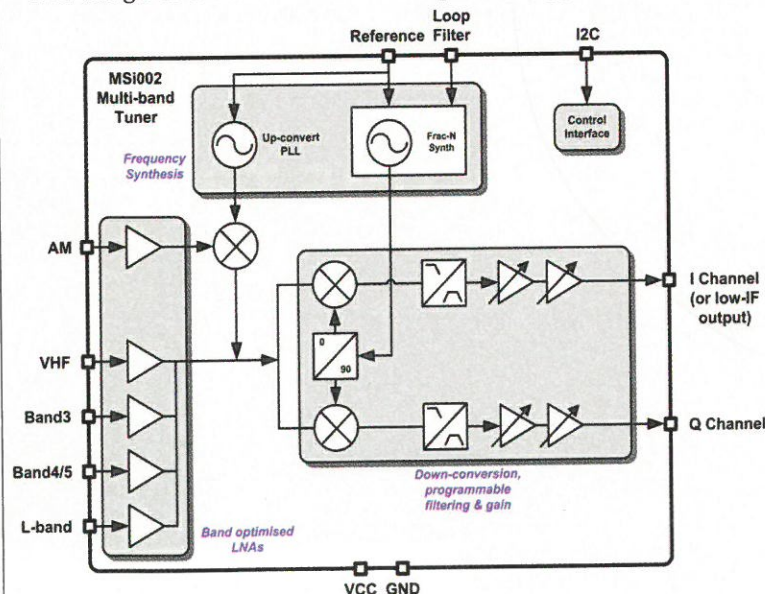 Loop
Reference Filter
I2C
MSi002
Multi-band
Tuner
Up-convert
PLL
Frac-N
Synth
Control
Interface
Frequency
Synthesis
AM
I Channel
(or low-IF
output)
0
90
VHF
Band3
Q Channel
Band4/5
Down-conversion,
programmable
filtering & gain
L-band
Band optimised
LNAs
VCC GND